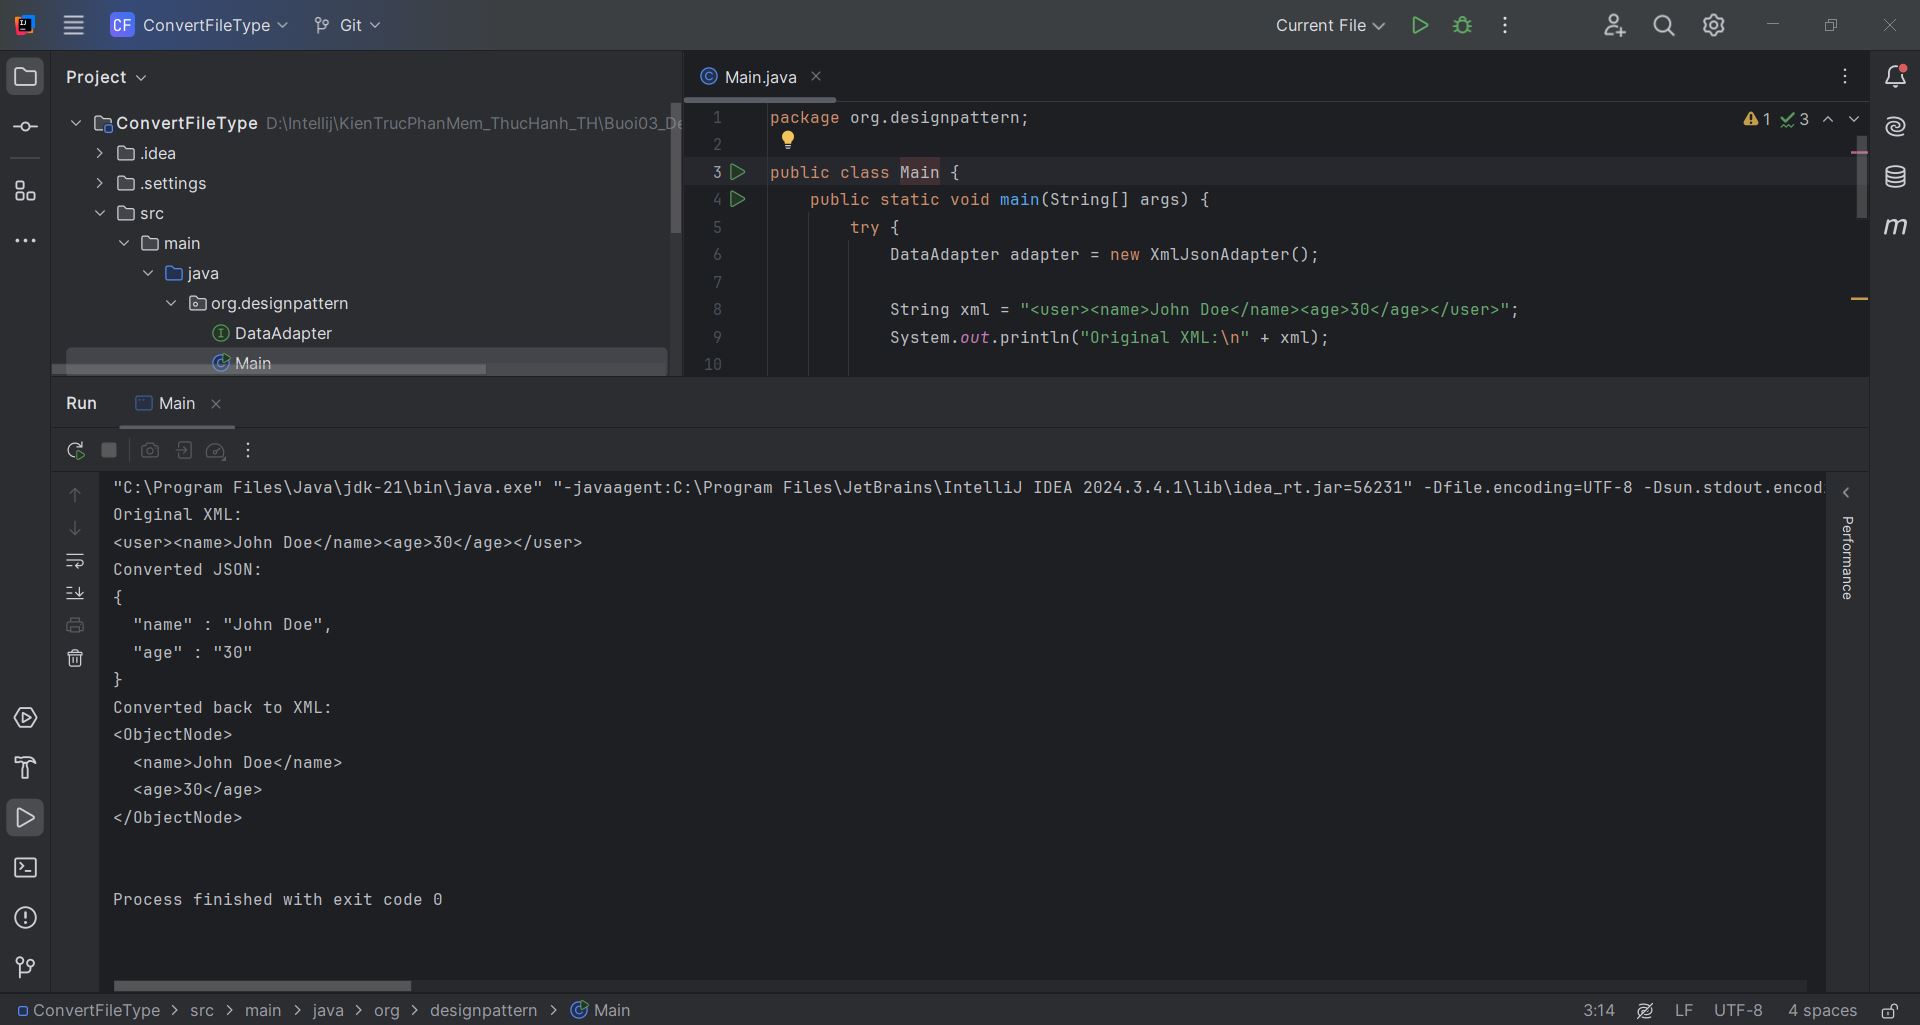 CF ConvertFileType Git Current File
Project
ConvertFileType D:\Intellij\KienTrucPhanMem_ThucHanh_TH\Buoi03_De
.idea
.settings
src
main
java
org.designpattern
DataAdapter
Main
Main.java
1 package org.designpattern;
2
3 public class Main {
4 public static void main(String[] args) {
5 try {
6 DataAdapter adapter = new XmlJsonAdapter();
7
8 String xml = "<user><name>John Doe</name><age>30</age></user>";
9 System.out.println("Original XML:\n" + xml);
10
1 3
m
Run Main
"C:\Program Files\Java\jdk-21\bin\java.exe" "-javaagent:C:\Program Files\JetBrains\IntelliJ IDEA 2024.3.4.1\lib\idea_rt.jar=56231" -Dfile.encoding=UTF-8 -Dsun.stdout.encodi
Original XML:
<user><name>John Doe</name><age>30</age></user>
Converted JSON:
{
"name" : "John Doe",
"age" : "30"
}
Converted back to XML:
<ObjectNode>
<name>John Doe</name>
<age>30</age>
</ObjectNode>
Process finished with exit code 0
Performance
ConvertFileType > src > main > java > org > designpattern > Main
3:14 LF UTF-8 4 spaces